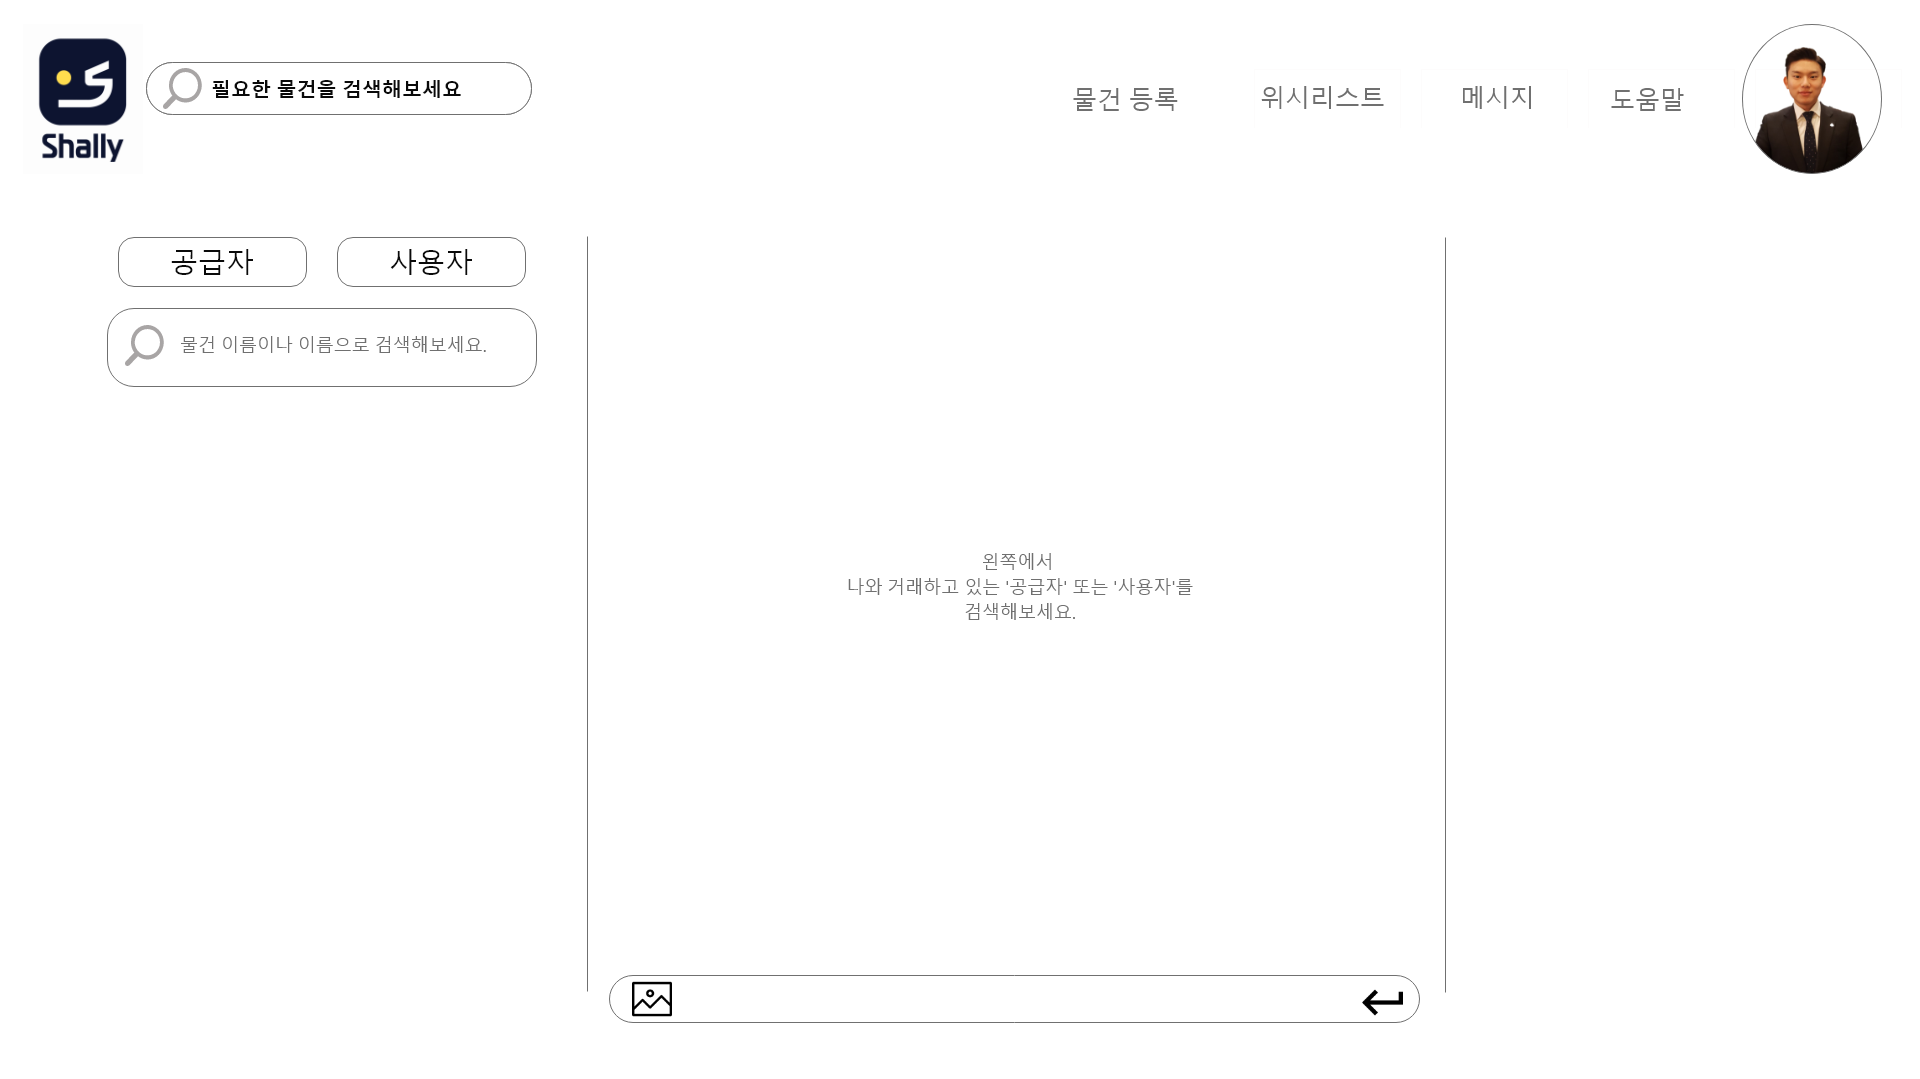 Shally
필요한 물건을 검색해보세요
물건 등록
위시리스트
메시지
도움말
공급자
사용자
물건 이름이나 이름으로 검색해보세요.
왼쪽에서
나와 거래하고 있는 '공급자' 또는 '사용자'를
검색해보세요.